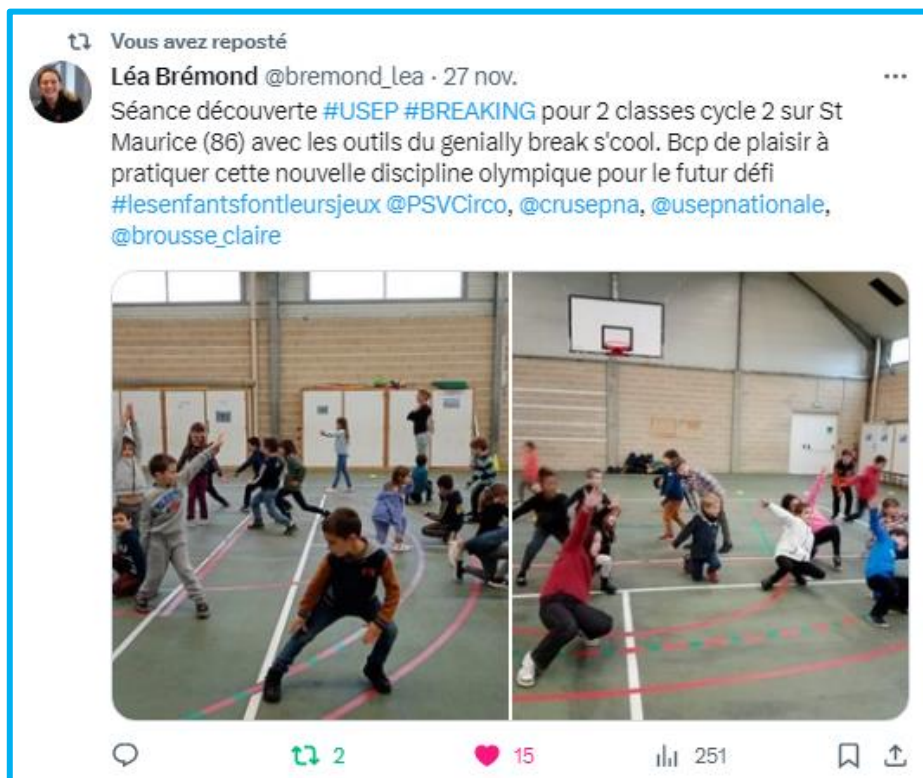 Vous avez reposté
Léa Brémond @bremond_lea · 27 nov.
Séance découverte #USEP #BREAKING pour 2 classes cycle 2 sur St
Maurice (86) avec les outils du genially break s'cool. Bcp de plaisir à
pratiquer cette nouvelle discipline olympique pour le futur défi
#lesenfantsfontleursjeux @PSVCirco, @crusepna, @usepnationale,
@brousse_claire
2 15 251